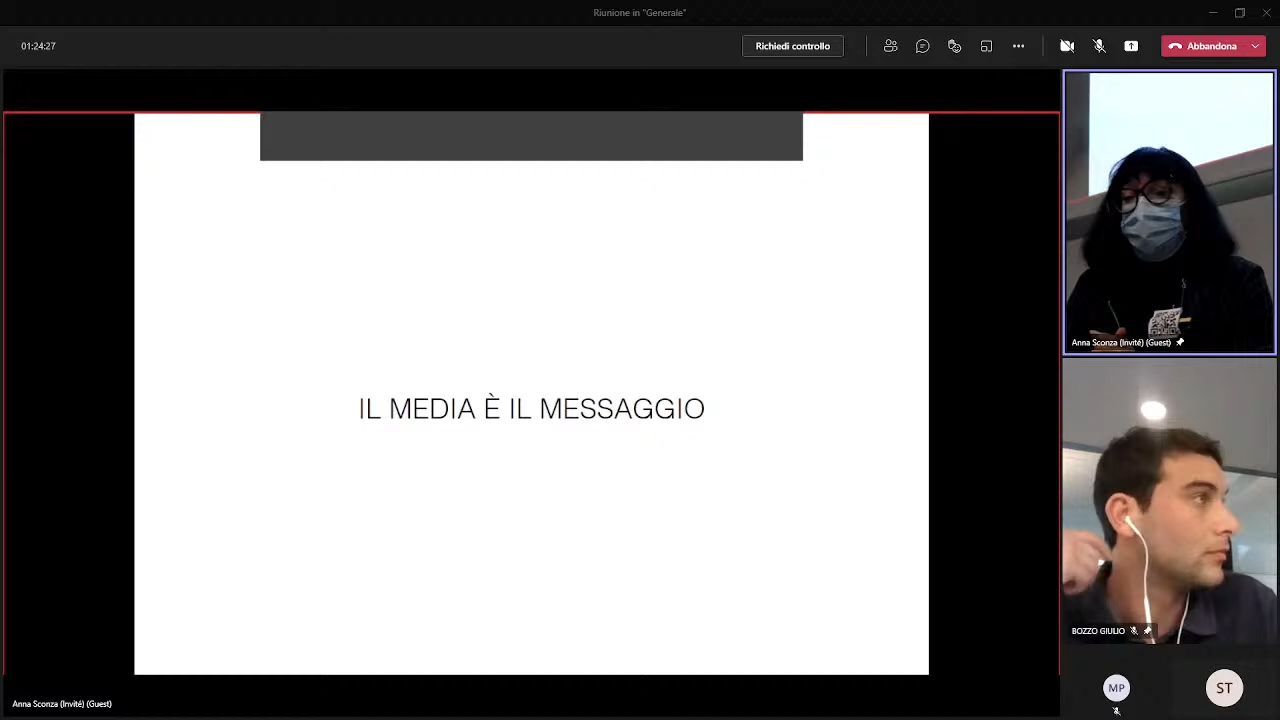 Riunione in "Generale"
01:24:27
Richiedi controllo
Abbandona
IL MEDIA È IL MESSAGGIO
Anna Sconza (Invité) (Guest)
BOZZO GIULIO
MP
ST
Anna Sconza (Invité) (Guest)